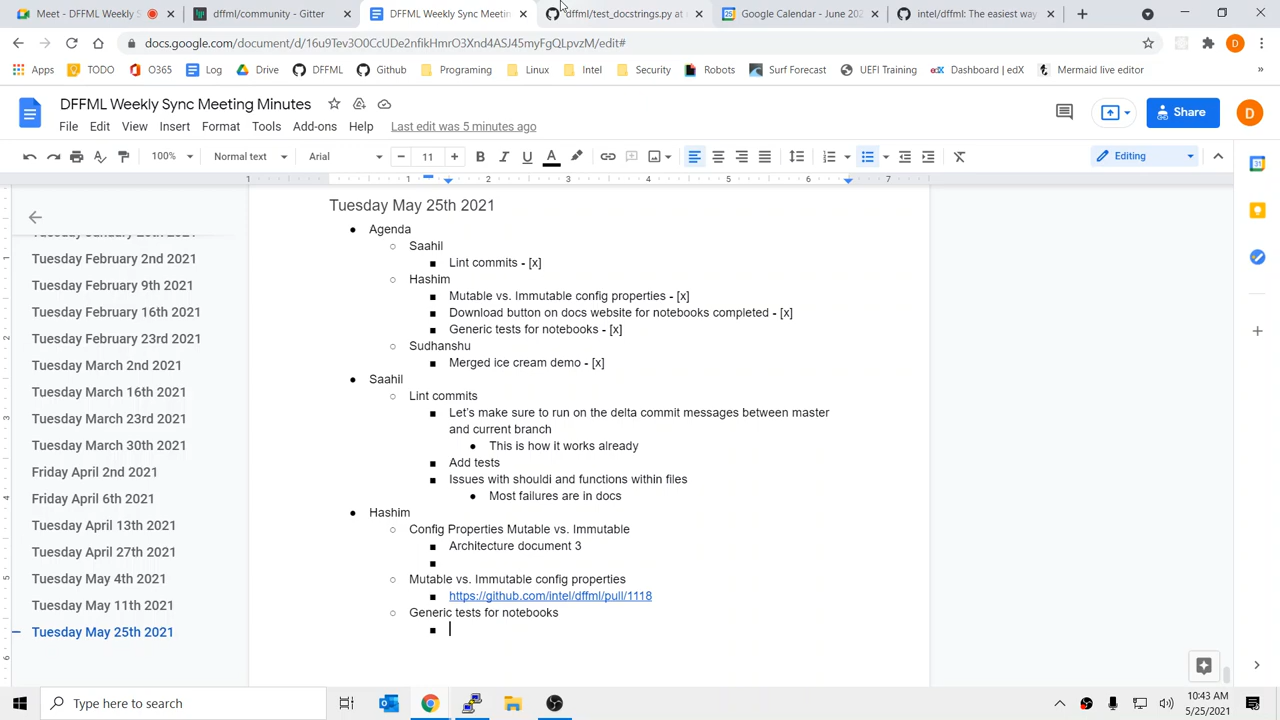 Meet - DFFML Weekly S
dffml/community - Gitter
DFFML Weekly Sync Meetin
dffml/test_docstrings.py at
Google Calendar - June 202
intel/dffml: The easiest way
docs.google.com/document/d/16u9Tev3O0CcUDe2nfikHmrO3Xnd4ASJ45myFgQLpvzM/edit#
Apps TODO O365 Log Drive DFFML Github Programing Linux Intel Security Robots Surf Forecast UEFI Training Dashboard | edX Mermaid live editor »
DFFML Weekly Sync Meeting Minutes
File Edit View Insert Format Tools Add-ons Help Last edit was 5 minutes ago
Share
D
100% Normal text Arial 11 Editing
1 1 2 3 4 5 6 7
Tuesday February 2nd 2021
Tuesday February 9th 2021
Tuesday February 16th 2021
Tuesday February 23rd 2021
Tuesday March 2nd 2021
Tuesday March 16th 2021
Tuesday March 23rd 2021
Tuesday March 30th 2021
Friday April 2nd 2021
Friday April 6th 2021
Tuesday April 13th 2021
Tuesday April 27th 2021
Tuesday May 4th 2021
Tuesday May 11th 2021
Tuesday May 25th 2021
Tuesday May 25th 2021
Agenda
Saahil
Lint commits - [x]
Hashim
Mutable vs. Immutable config properties - [x]
Download button on docs website for notebooks completed - [x]
Generic tests for notebooks - [x]
Sudhanshu
Merged ice cream demo - [x]
Saahil
Lint commits
Let's make sure to run on the delta commit messages between master
and current branch
This is how it works already
Add tests
Issues with shouldi and functions within files
Most failures are in docs
Hashim
Config Properties Mutable vs. Immutable
Architecture document 3
Mutable vs. Immutable config properties
https://github.com/intel/dffml/pull/1118
Generic tests for notebooks
Type here to search
10:43 AM
5/25/2021